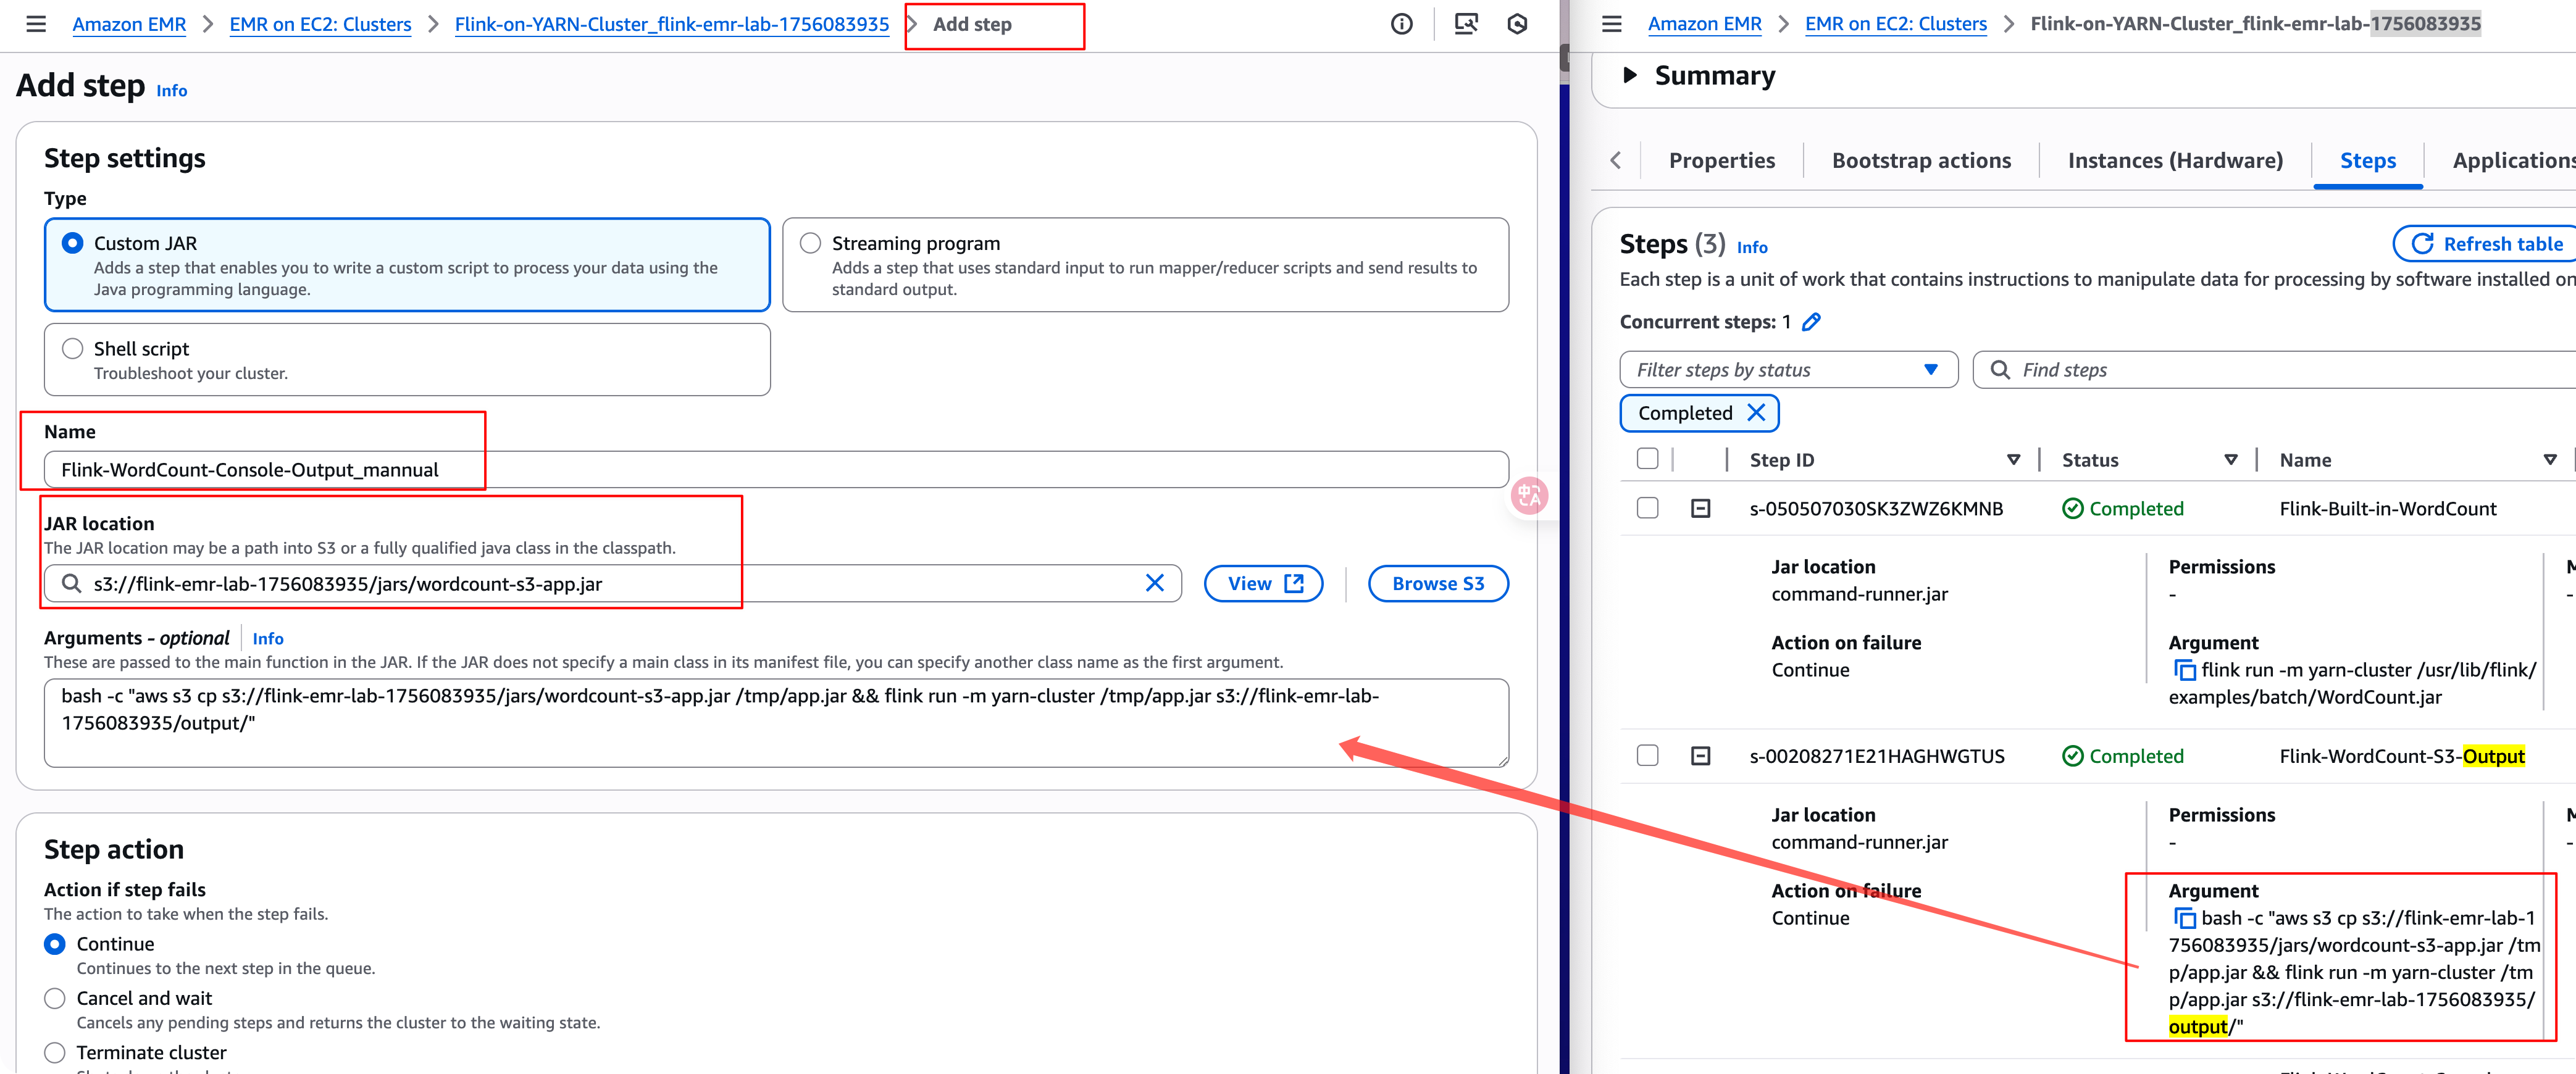 Amazon EMR > EMR on EC2: Clusters > Flink-on-YARN-Cluster_flink-emr-lab-1756083935 > Add step
Add step Info
Step settings
Type
Custom JAR
Adds a step that enables you to write a custom script to process your data using the
Java programming language.
Streaming program
Adds a step that uses standard input to run mapper/reducer scripts and send results to
standard output.
Shell script
Troubleshoot your cluster.
Name
Flink-WordCount-Console-Output_mannual
JAR location
The JAR location may be a path into S3 or a fully qualified java class in the classpath.
s3://flink-emr-lab-1756083935/jars/wordcount-s3-app.jar
View
Browse S3
Arguments - optional Info
These are passed to the main function in the JAR. If the JAR does not specify a main class in its manifest file, you can specify another class name as the first argument.
bash -c "aws s3 cp s3://flink-emr-lab-1756083935/jars/wordcount-s3-app.jar /tmp/app.jar && flink run -m yarn-cluster /tmp/app.jar s3://flink-emr-lab-
1756083935/output/"
Step action
Action if step fails
The action to take when the step fails.
Continue
Continues to the next step in the queue.
Cancel and wait
Cancels any pending steps and returns the cluster to the waiting state.
Terminate cluster
中A
Amazon EMR > EMR on EC2: Clusters > Flink-on-YARN-Cluster_flink-emr-lab-1756083935
Summary
Properties Bootstrap actions Instances (Hardware) Steps Applications
Steps (3) Info
Refresh table
Each step is a unit of work that contains instructions to manipulate data for processing by software installed on
Concurrent steps: 1
Filter steps by status
Find steps
Completed
Step ID Status Name
s-050507030SK3ZWZ6KMNB Completed Flink-Built-in-WordCount
Jar location
command-runner.jar
Permissions
-
Action on failure
Continue
Argument
flink run -m yarn-cluster /usr/lib/flink/
examples/batch/WordCount.jar
s-00208271E21HAGHWGTUS Completed Flink-WordCount-S3-Output
Jar location
command-runner.jar
Permissions
-
Action on failure
Continue
Argument
bash -c "aws s3 cp s3://flink-emr-lab-1
756083935/jars/wordcount-s3-app.jar /tm
p/app.jar && flink run -m yarn-cluster /tm
p/app.jar s3://flink-emr-lab-1756083935/
output/"